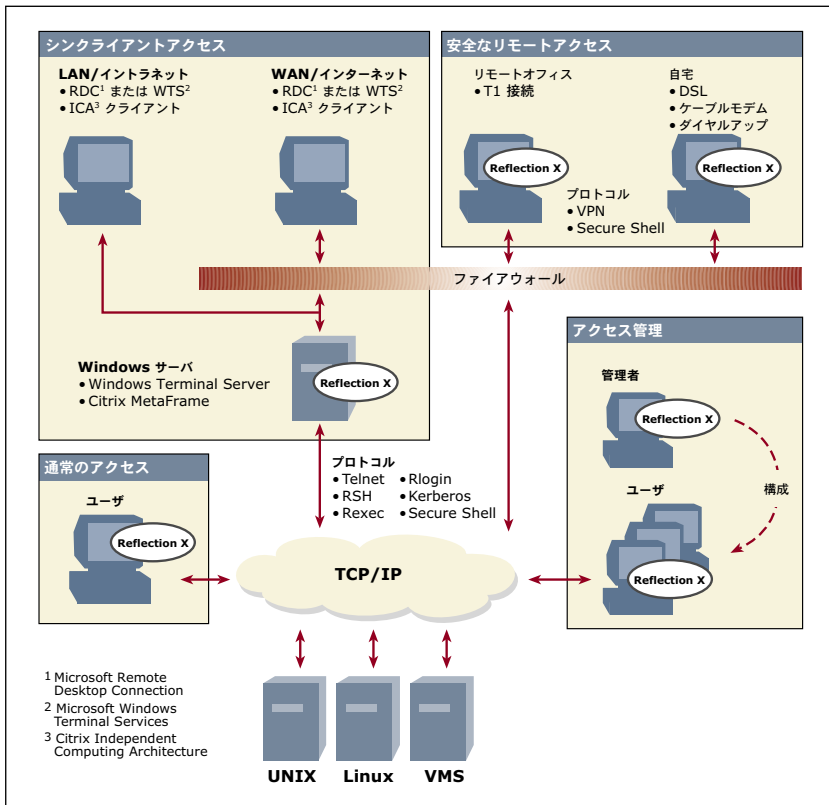 シンクライアントアクセス
LAN/イントラネット
• RDC¹ または WTS²
• ICA³ クライアント
WAN/インターネット
• RDC¹ または WTS²
• ICA³ クライアント
安全なリモートアクセス
リモートオフィス
• T1 接続
自宅
• DSL
• ケーブルモデム
• ダイヤルアップ
Reflection X
Reflection X
プロトコル
• VPN
• Secure Shell
ファイアウォール
Windows サーバ
• Windows Terminal Server
• Citrix MetaFrame
Reflection X
アクセス管理
管理者
Reflection X
構成
ユーザ
Reflection X
通常のアクセス
ユーザ
Reflection X
プロトコル
• Telnet
• RSH
• Rexec
• Rlogin
• Kerberos
• Secure Shell
TCP/IP
UNIX
Linux
VMS
1 Microsoft Remote
Desktop Connection
2 Microsoft Windows
Terminal Services
3 Citrix Independent
Computing Architecture